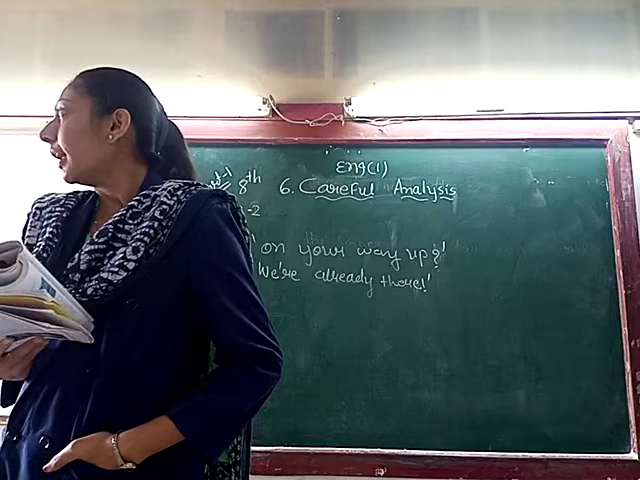 Eng(1)
8th 6. Careful Analysis
-2
' on your way up?'
We're already there!'